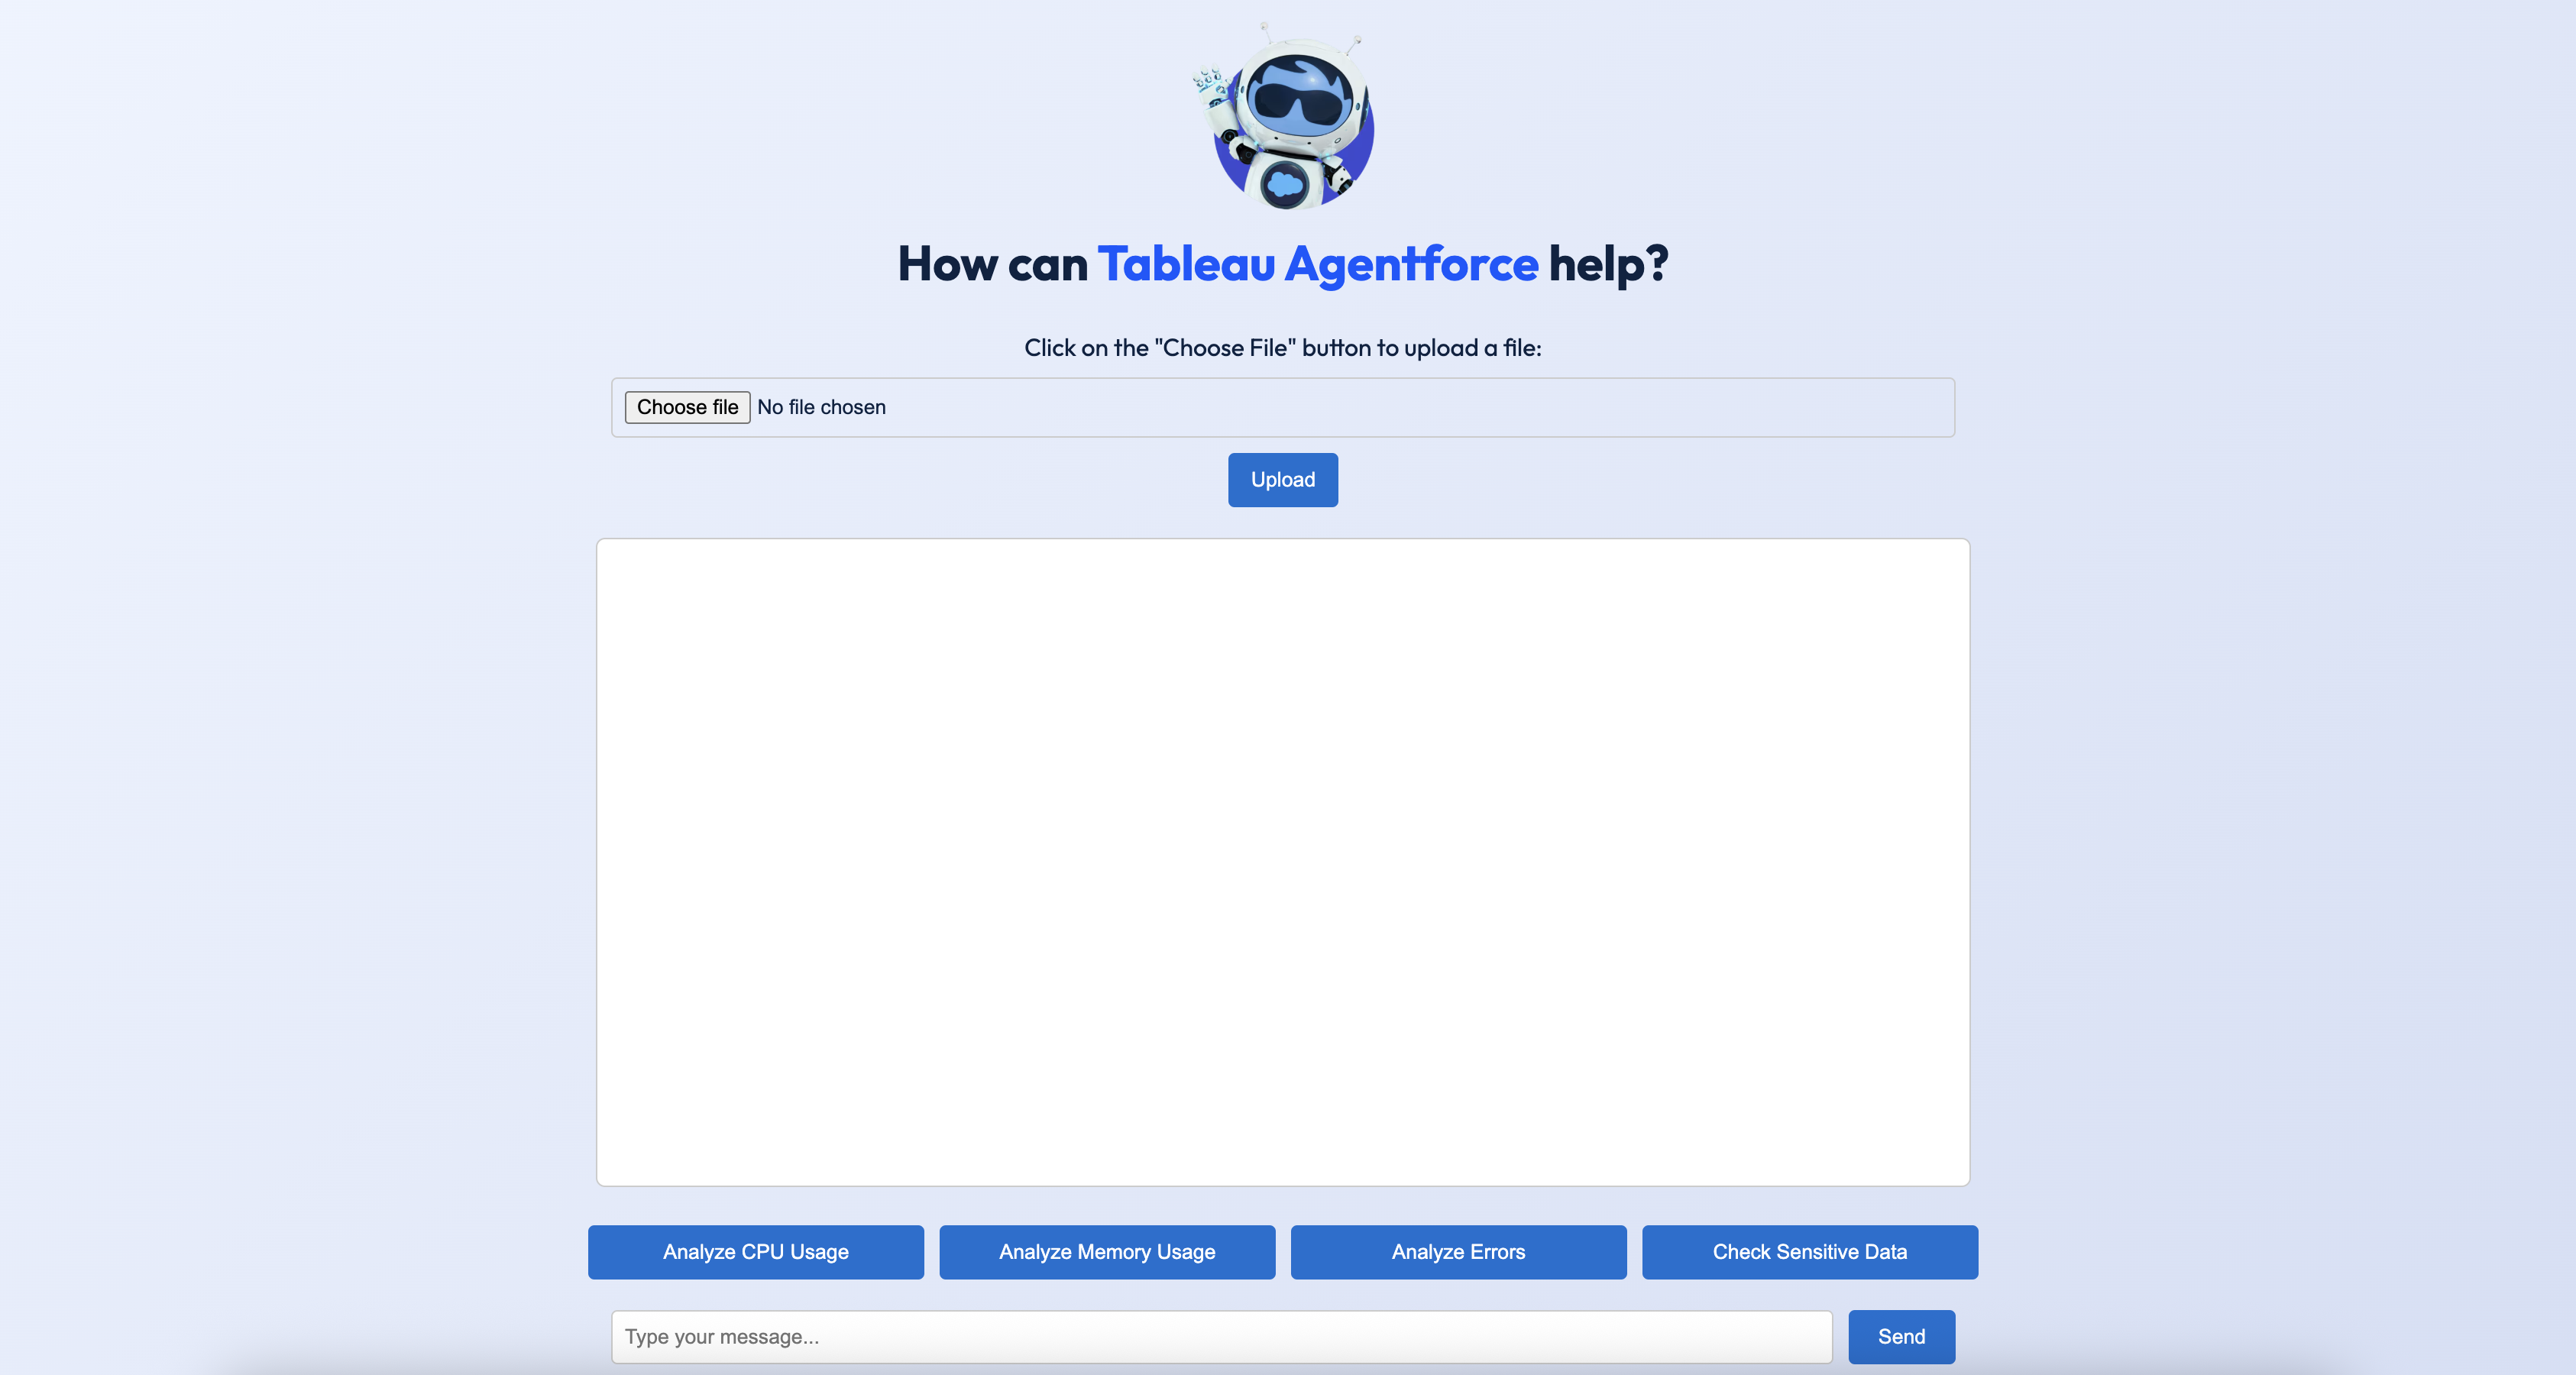 How can Tableau Agentforce help?
Click on the "Choose File" button to upload a file:
Choose file No file chosen
Upload
Analyze CPU Usage Analyze Memory Usage Analyze Errors Check Sensitive Data
Type your message... Send